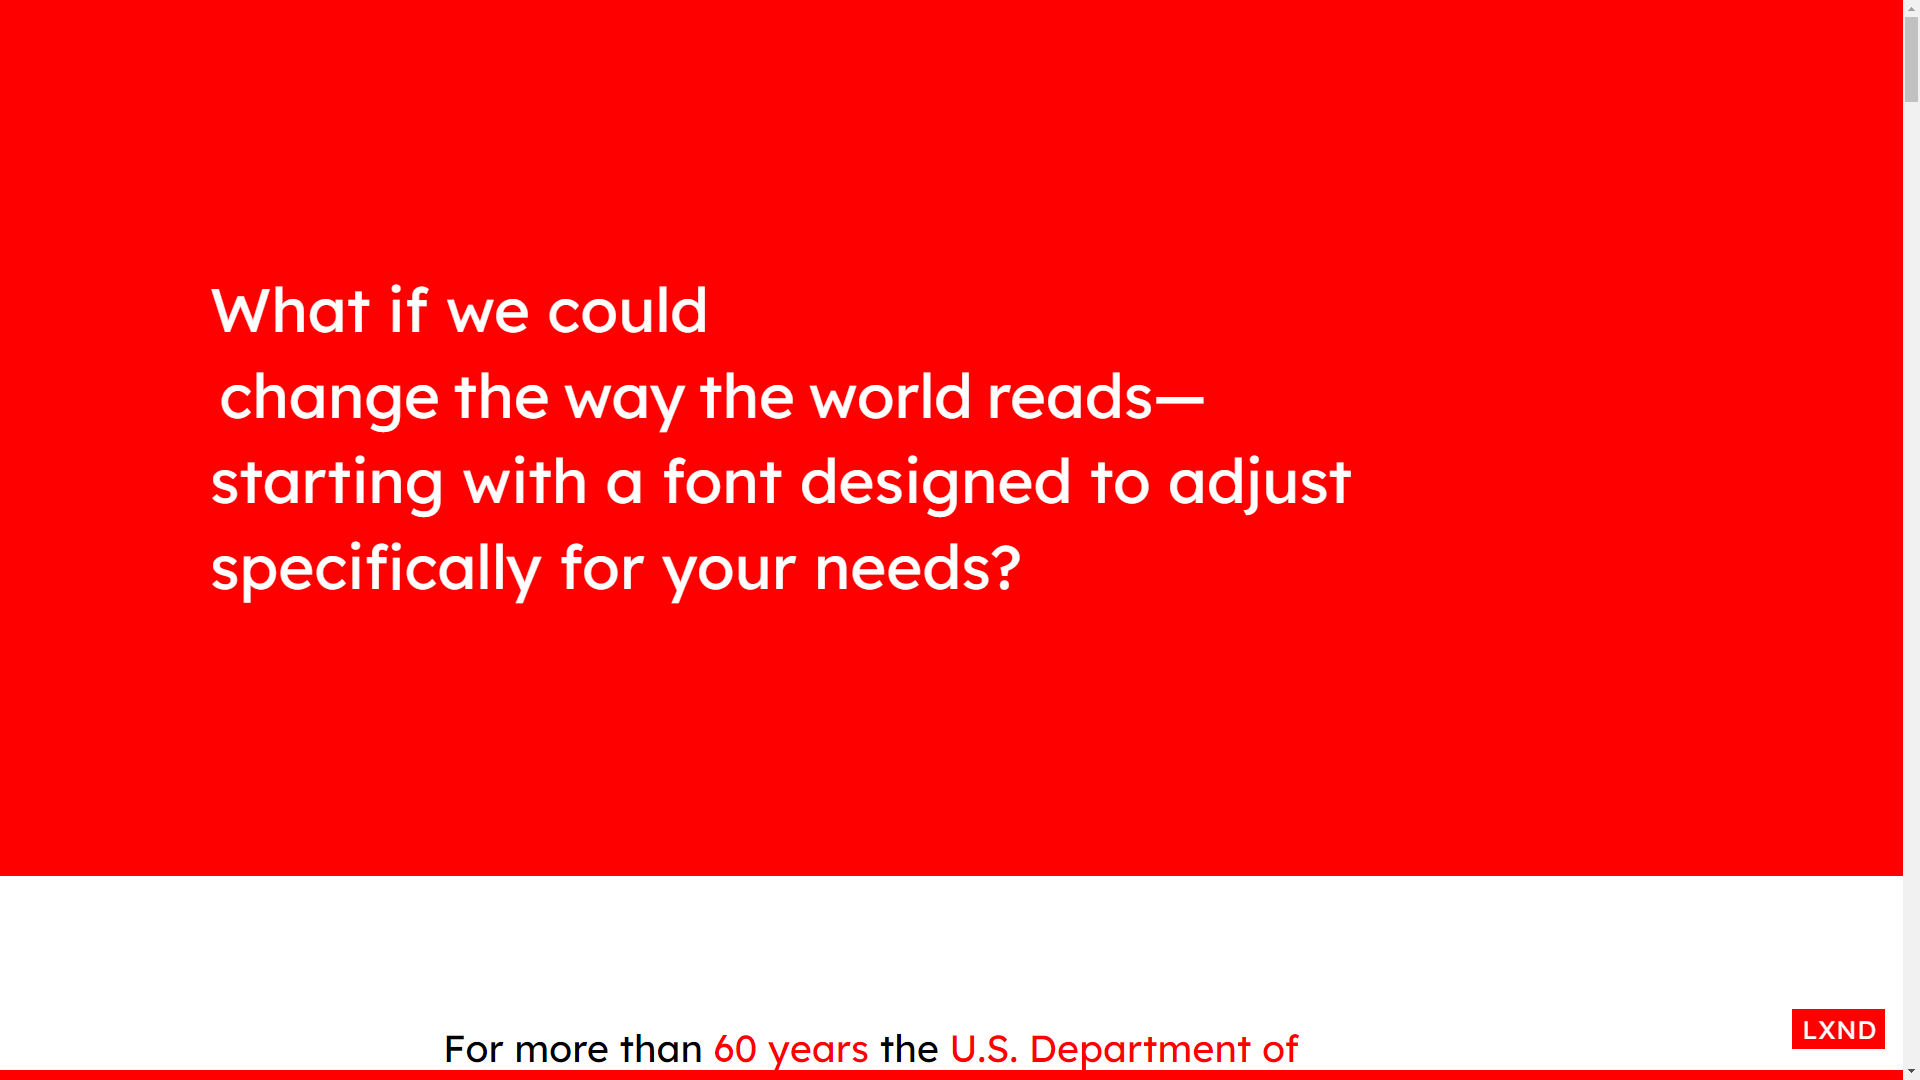 What if we could
change the way the world reads—
starting with a font designed to adjust
specifically for your needs?
For more than 60 years the U.S. Department of
LXND